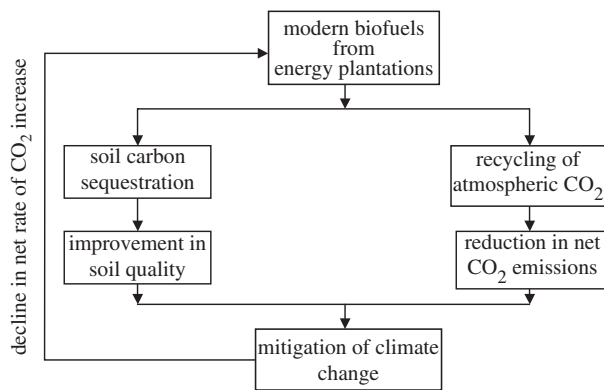 modern biofuels
from
energy plantations
soil carbon
sequestration
recycling of
atmospheric CO₂
improvement in
soil quality
reduction in net
CO₂ emissions
mitigation of climate
change
decline in net rate of CO₂ increase